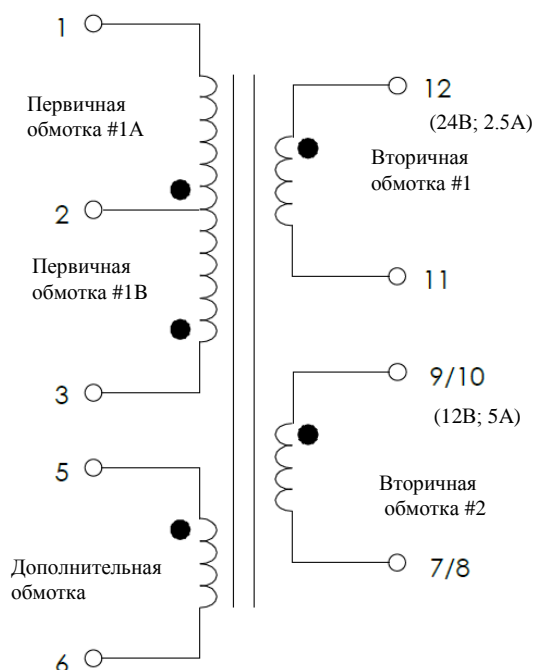 1
Первичная
обмотка #1A
2
Первичная
обмотка #1B
3
5
Дополнительная
обмотка
6
12
(24В; 2.5А)
Вторичная
обмотка #1
11
9/10
(12В; 5А)
Вторичная
обмотка #2
7/8